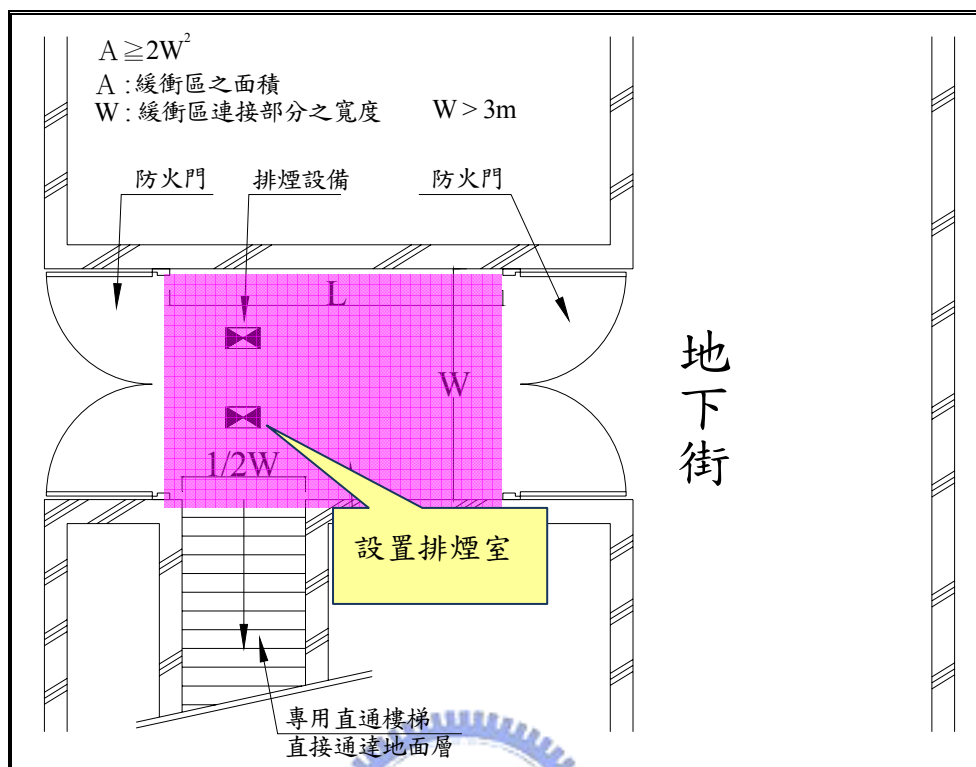 A≧2W²
A：緩衝區之面積
W：緩衝區連接部分之寬度 W > 3m
防火門 排煙設備 防火門
L
W
地下街
1/2W
設置排煙室
專用直通樓梯
直接通達地面層